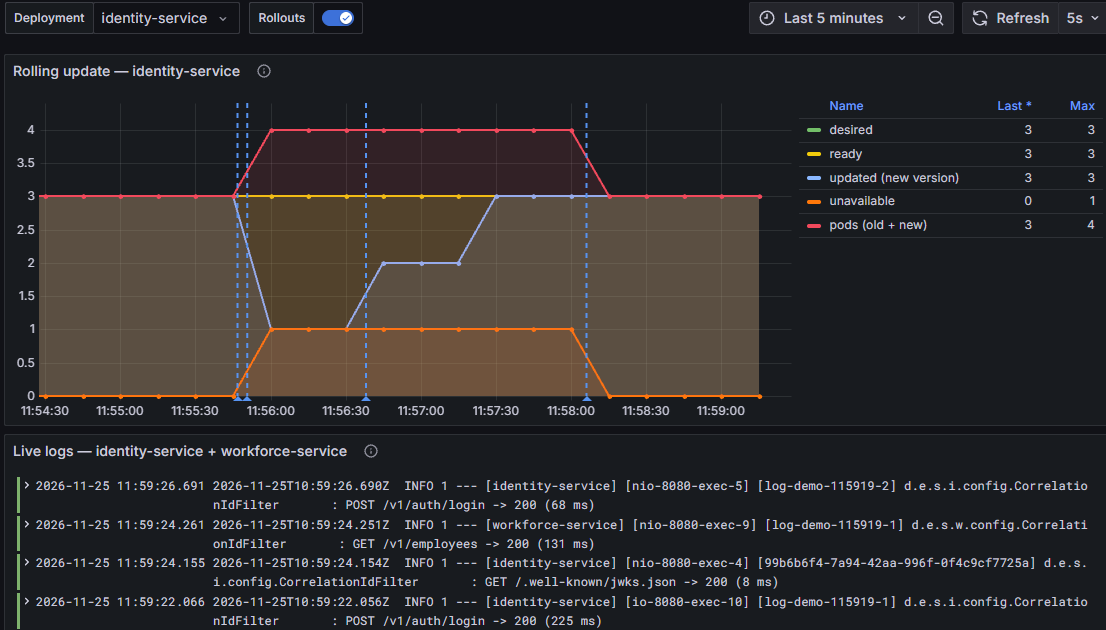 Deployment identity-service Rollouts Last 5 minutes Refresh 5s
Rolling update — identity-service
Name Last * Max
desired 3 3
ready 3 3
updated (new version) 3 3
unavailable 0 1
pods (old + new) 3 4
4
3.5
3
2.5
2
1.5
1
0.5
0
11:54:30 11:55:00 11:55:30 11:56:00 11:56:30 11:57:00 11:57:30 11:58:00 11:58:30 11:59:00
Live logs — identity-service + workforce-service
2026-11-25 11:59:26.691 2026-11-25T10:59:26.690Z INFO 1 --- [identity-service] [nio-8080-exec-5] [log-demo-115919-2] d.e.s.i.config.Correlatio
nIdFilter : POST /v1/auth/login -> 200 (68 ms)
2026-11-25 11:59:24.261 2026-11-25T10:59:24.251Z INFO 1 --- [workforce-service] [nio-8080-exec-9] [log-demo-115919-1] d.e.s.w.config.Correlati
onIdFilter : GET /v1/employees -> 200 (131 ms)
2026-11-25 11:59:24.155 2026-11-25T10:59:24.154Z INFO 1 --- [identity-service] [nio-8080-exec-4] [99b6b6f4-7a94-42aa-996f-0f4c9cf7725a] d.e.s.
i.config.CorrelationIdFilter : GET /.well-known/jwks.json -> 200 (8 ms)
2026-11-25 11:59:22.066 2026-11-25T10:59:22.056Z INFO 1 --- [identity-service] [io-8080-exec-10] [log-demo-115919-1] d.e.s.i.config.Correlatio
nIdFilter : POST /v1/auth/login -> 200 (225 ms)